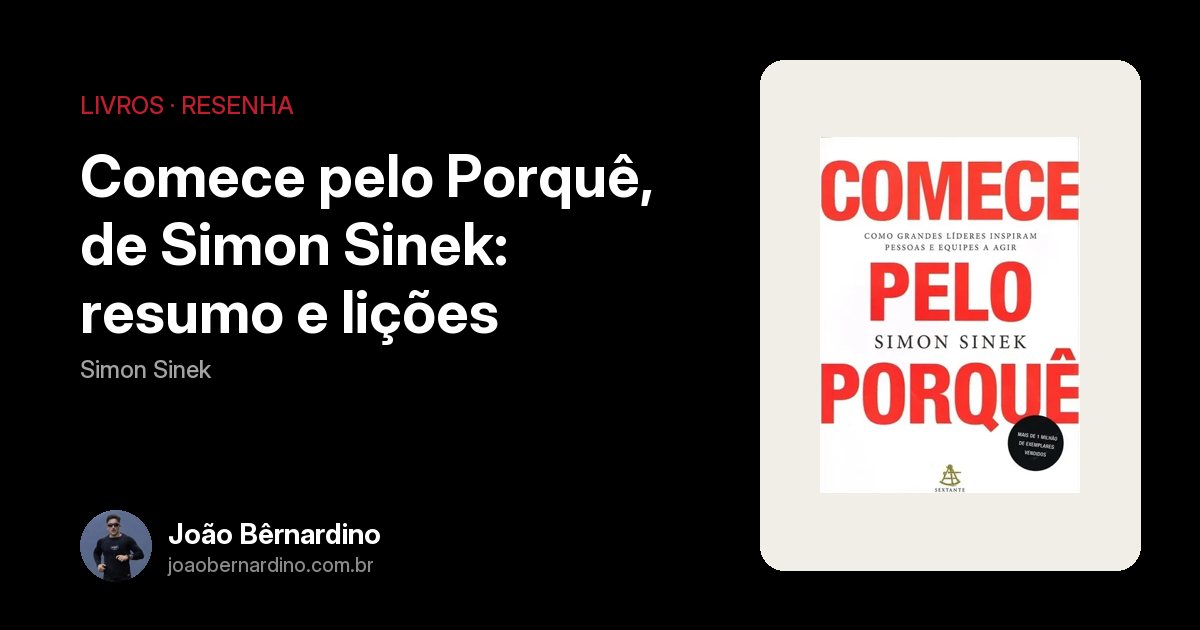 LIVROS · RESENHA
Comece pelo Porquê,
de Simon Sinek:
resumo e lições
Simon Sinek
João Bêrnardino
joaobernardino.com.br
COMECE
COMO GRANDES LÍDERES INSPIRAM
PESSOAS E EQUIPES A AGIR
PELO
SIMON SINEK
PORQUÊ
MAIS DE 1 MILHÃO
DE EXEMPLARES
VENDIDOS
SEXTANTE